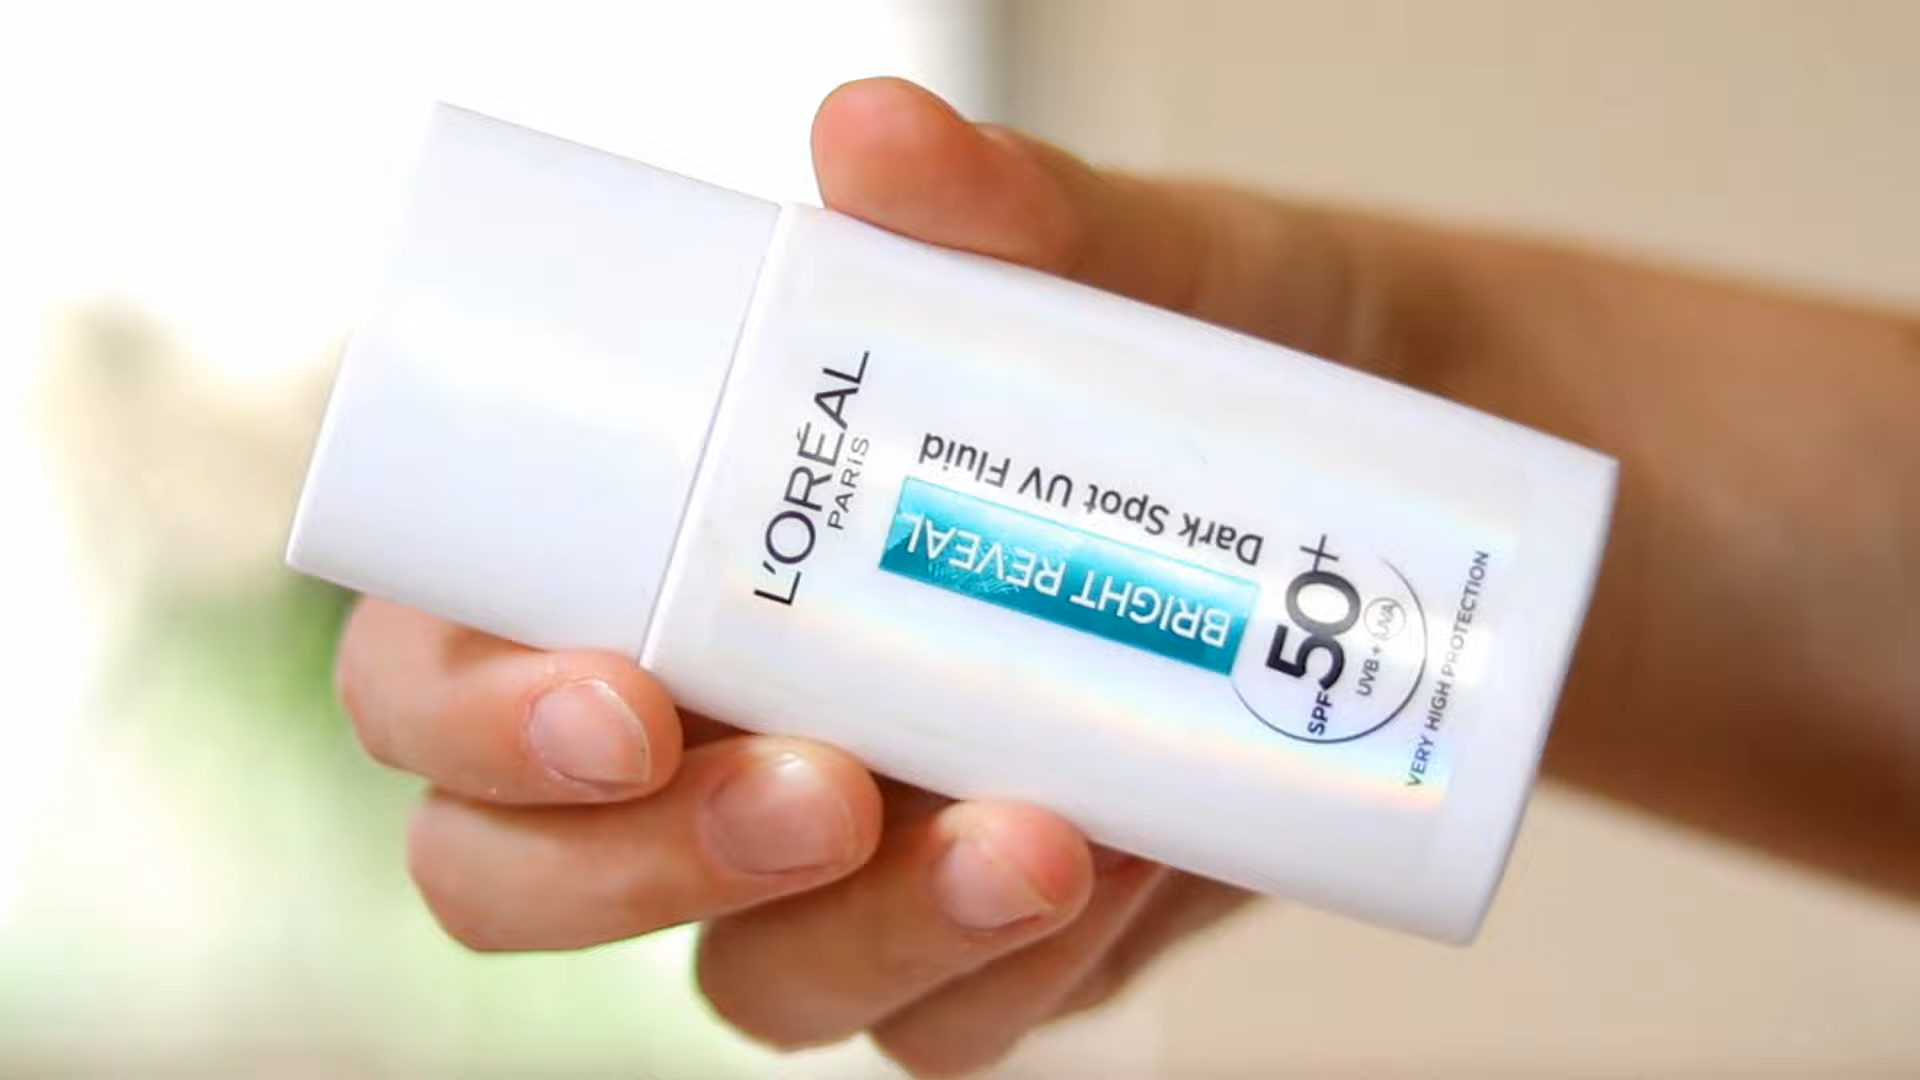 L'ORÉAL
PARIS
BRIGHT REVEAL
Dark Spot UV Fluid
SPF 50+
UVB + UVA
VERY HIGH PROTECTION